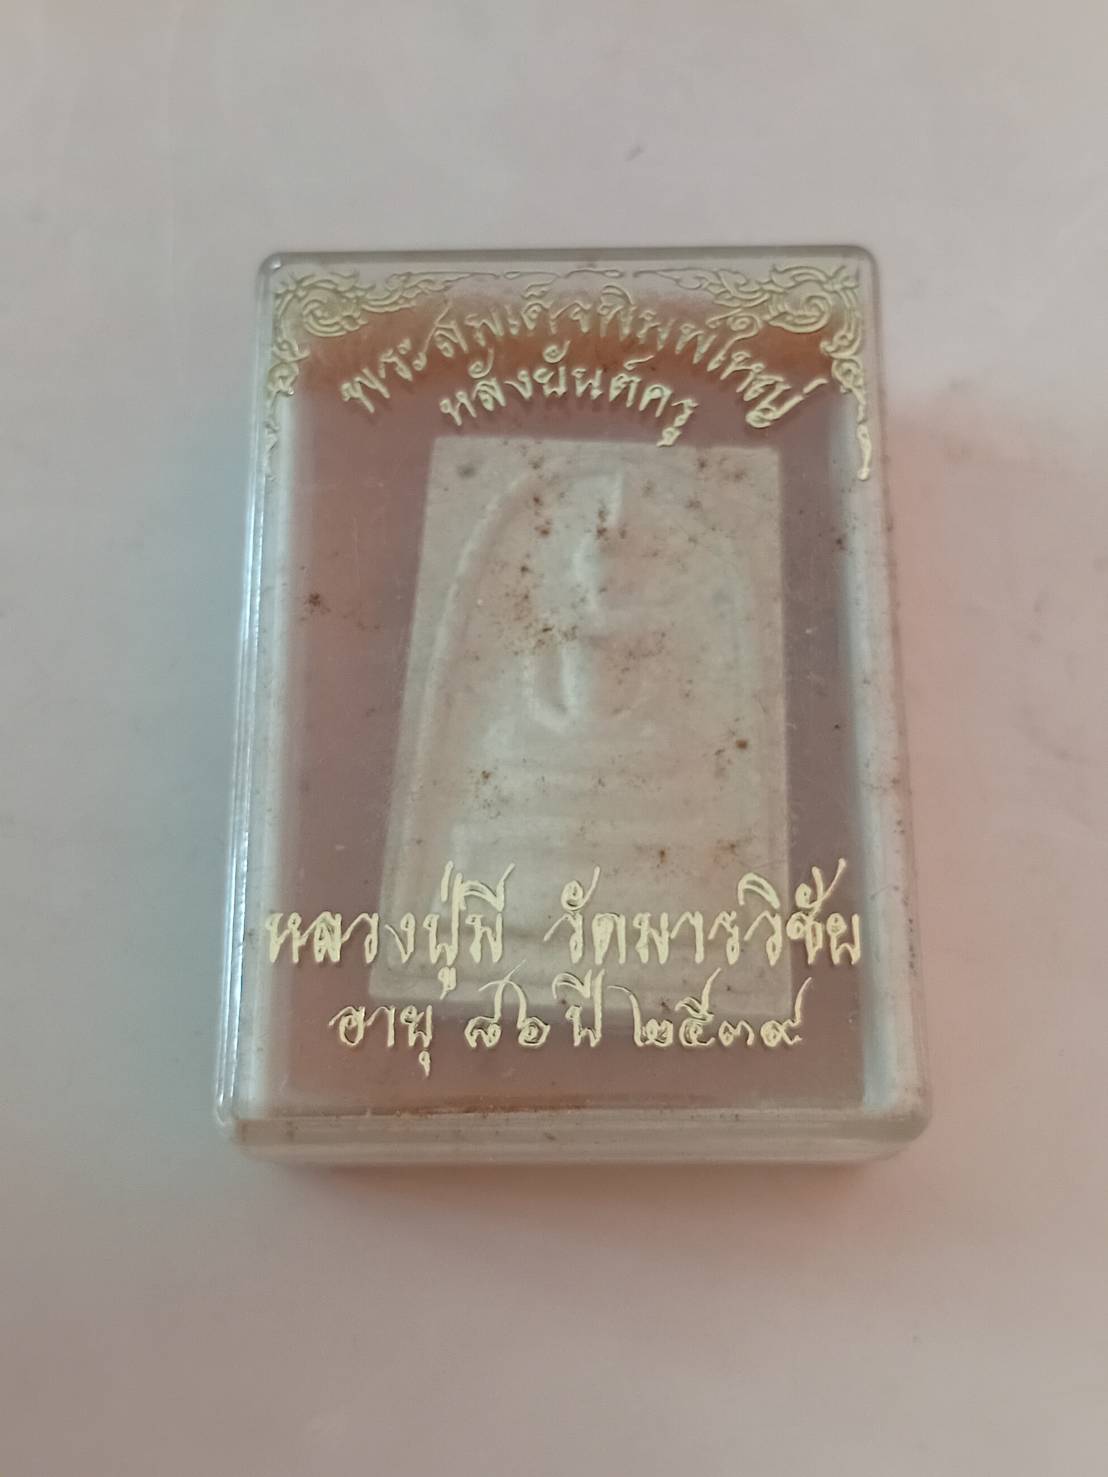 พระสมเด็จพิมพ์ใหญ่
หลังยันต์ครู
หลวงปู่มี วัดมารวิชัย
อายุ ๘๖ ปี ๒๕๓๙